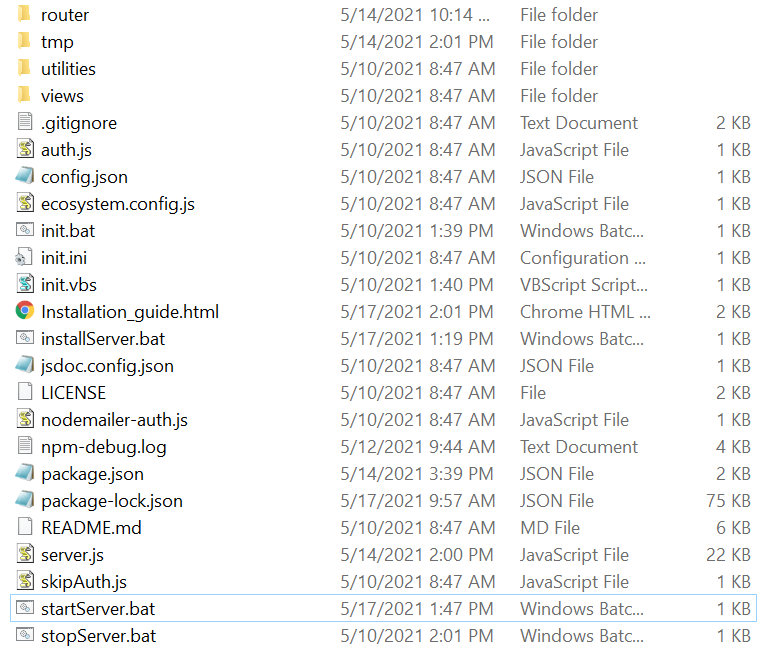 router 5/14/2021 10:14 ... File folder
tmp 5/14/2021 2:01 PM File folder
utilities 5/10/2021 8:47 AM File folder
views 5/10/2021 8:47 AM File folder
.gitignore 5/10/2021 8:47 AM Text Document 2 KB
auth.js 5/10/2021 8:47 AM JavaScript File 1 KB
config.json 5/10/2021 8:47 AM JSON File 1 KB
ecosystem.config.js 5/10/2021 8:47 AM JavaScript File 1 KB
init.bat 5/10/2021 1:39 PM Windows Batc... 1 KB
init.ini 5/10/2021 8:47 AM Configuration ... 1 KB
init.vbs 5/10/2021 1:40 PM VBScript Script... 1 KB
Installation_guide.html 5/17/2021 2:01 PM Chrome HTML ... 2 KB
installServer.bat 5/17/2021 1:19 PM Windows Batc... 1 KB
jsdoc.config.json 5/10/2021 8:47 AM JSON File 1 KB
LICENSE 5/10/2021 8:47 AM File 2 KB
nodemailer-auth.js 5/10/2021 8:47 AM JavaScript File 1 KB
npm-debug.log 5/12/2021 9:44 AM Text Document 4 KB
package.json 5/14/2021 3:39 PM JSON File 2 KB
package-lock.json 5/17/2021 9:57 AM JSON File 75 KB
README.md 5/10/2021 8:47 AM MD File 6 KB
server.js 5/14/2021 2:00 PM JavaScript File 22 KB
skipAuth.js 5/10/2021 8:47 AM JavaScript File 1 KB
startServer.bat 5/17/2021 1:47 PM Windows Batc... 1 KB
stopServer.bat 5/10/2021 2:01 PM Windows Batc... 1 KB